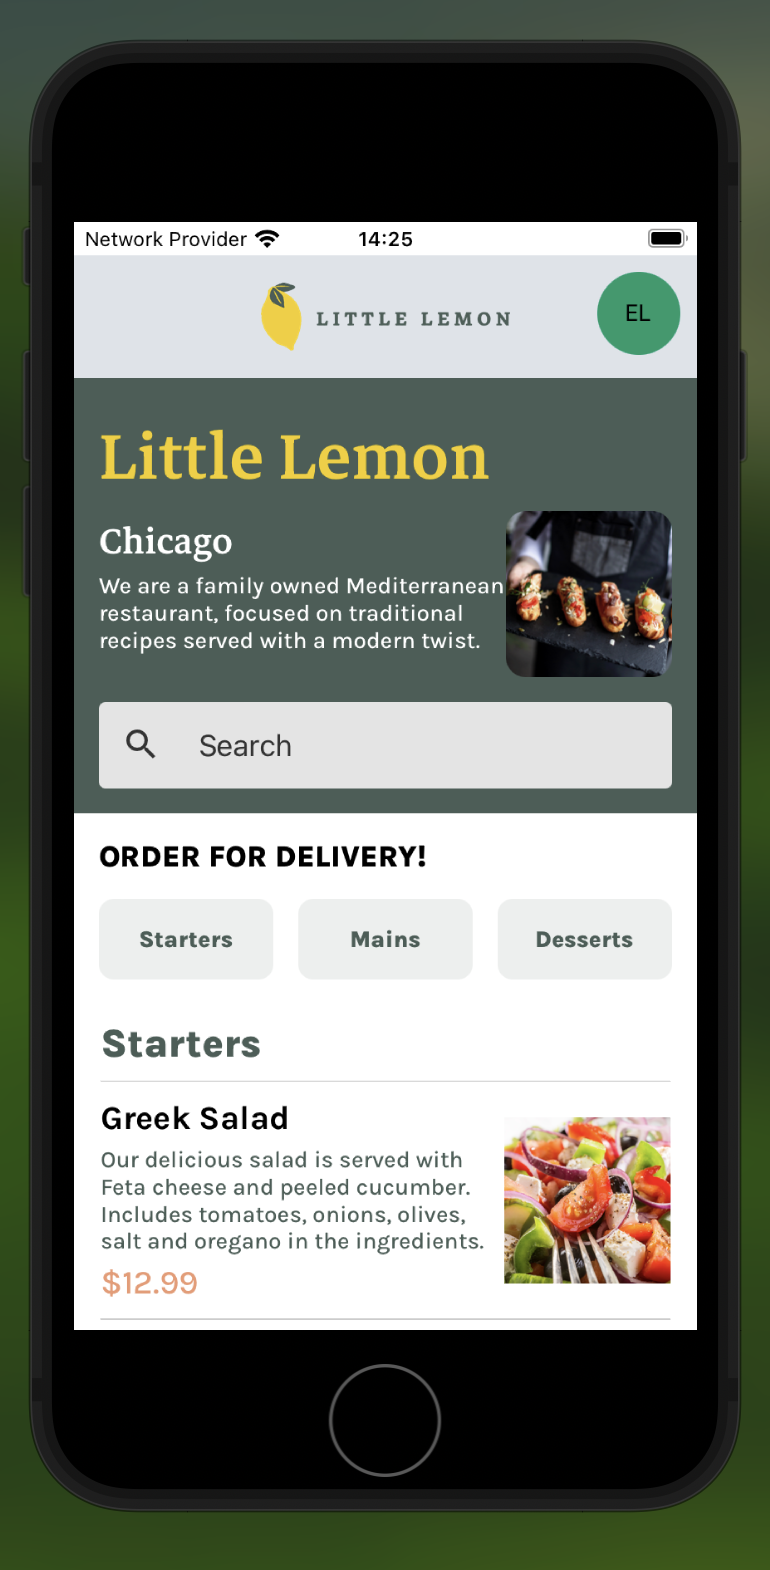 Network Provider 14:25
LITTLE LEMON
EL
Little Lemon
Chicago
We are a family owned Mediterranean
restaurant, focused on traditional
recipes served with a modern twist.
Search
ORDER FOR DELIVERY!
Starters Mains Desserts
Starters
Greek Salad
Our delicious salad is served with
Feta cheese and peeled cucumber.
Includes tomatoes, onions, olives,
salt and oregano in the ingredients.
$12.99